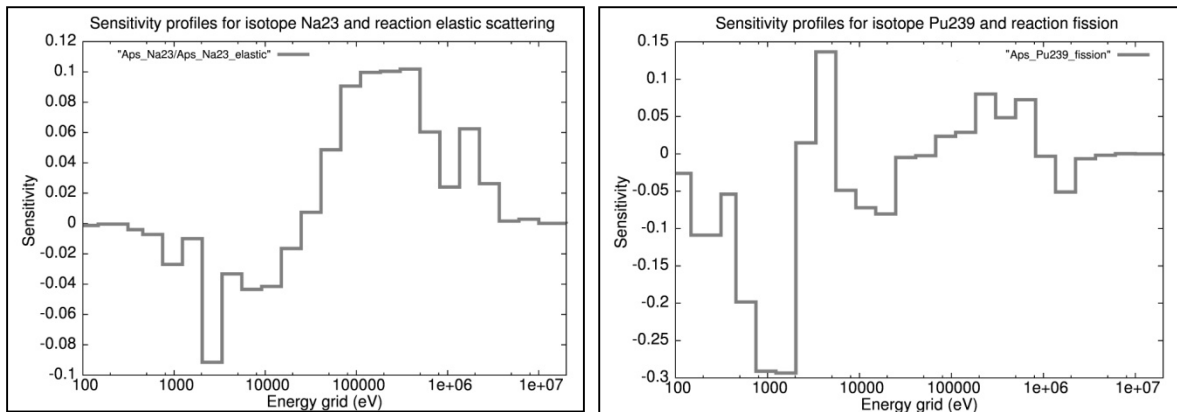 Sensitivity profiles for isotope Na23 and reaction elastic scattering
"Aps_Na23/Aps_Na23_elastic"
Sensitivity
0.12
0.1
0.08
0.06
0.04
0.02
0
-0.02
-0.04
-0.06
-0.08
-0.1
100 1000 10000 100000 1e+06 1e+07
Energy grid (eV)
Sensitivity profiles for isotope Pu239 and reaction fission
"Aps_Pu239_fission"
Sensitivity
0.15
0.1
0.05
0
-0.05
-0.1
-0.15
-0.2
-0.25
-0.3
100 1000 10000 100000 1e+06 1e+07
Energy grid (eV)